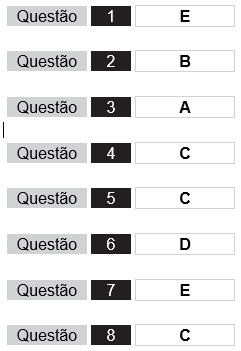 Questão 1 E
Questão 2 B
Questão 3 A
Questão 4 C
Questão 5 C
Questão 6 D
Questão 7 E
Questão 8 C